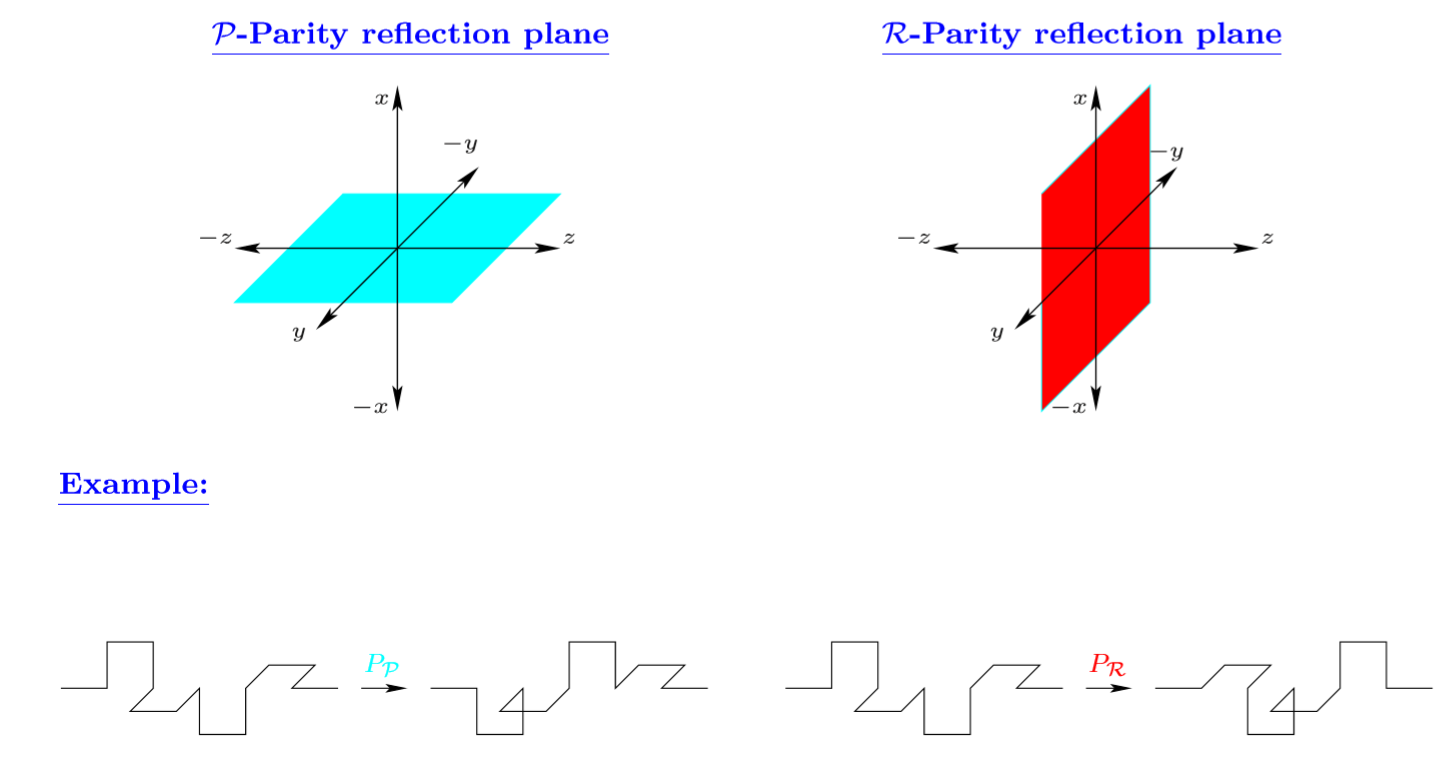 𝒫-Parity reflection plane
ℛ-Parity reflection plane
x
−y
−z
z
y
−x
x
−y
−z
z
y
−x
Example:
P𝒫
Pℛ